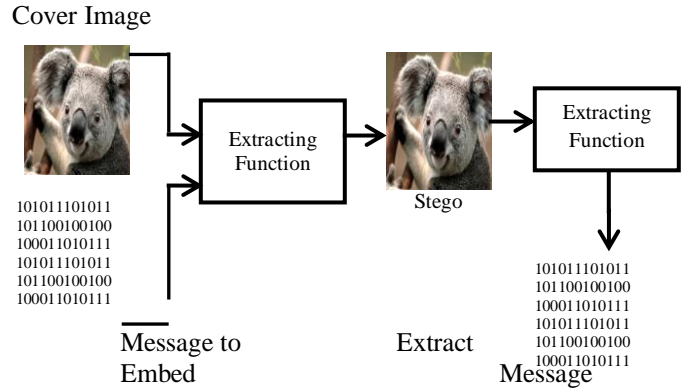 Cover Image
Extracting
Function
Extracting
Function
Stego
101011101011
101100100100
100011010111
101011101011
101100100100
100011010111
101011101011
101100100100
100011010111
101011101011
101100100100
100011010111
Message to
Embed
Extract
Message